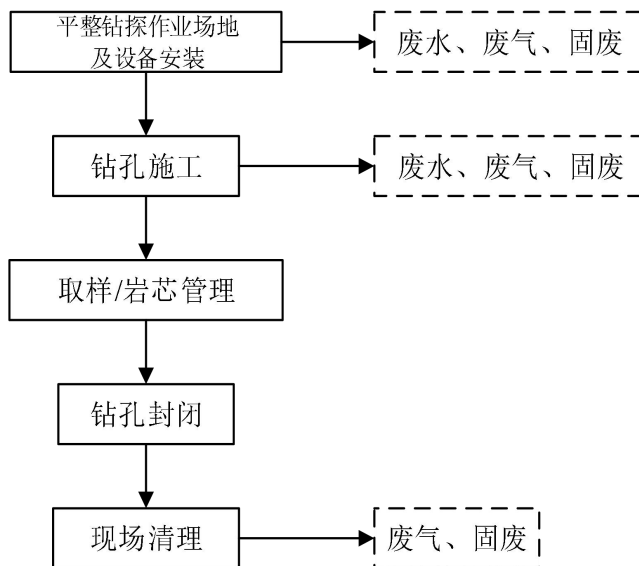 平整钻探作业场地
及设备安装
废水、废气、固废
钻孔施工
废水、废气、固废
取样/岩芯管理
钻孔封闭
现场清理
废气、固废